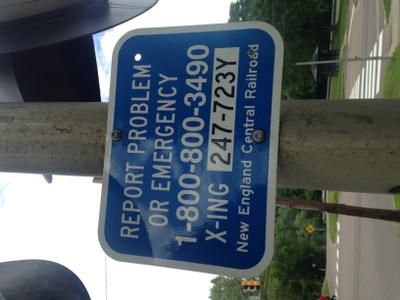 REPORT PROBLEM
OR EMERGENCY
1-800-800-3490
X-ING 247-723Y
New England Central Railroad